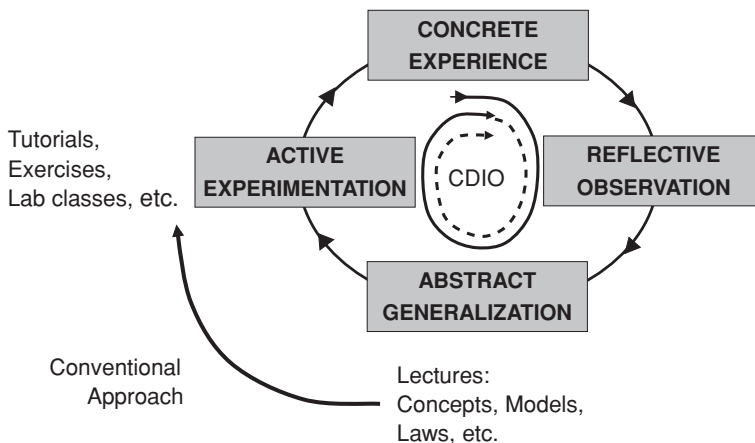 CONCRETE
EXPERIENCE
Tutorials,
Exercises,
Lab classes, etc.
ACTIVE
EXPERIMENTATION
CDIO
REFLECTIVE
OBSERVATION
ABSTRACT
GENERALIZATION
Conventional
Approach
Lectures:
Concepts, Models,
Laws, etc.